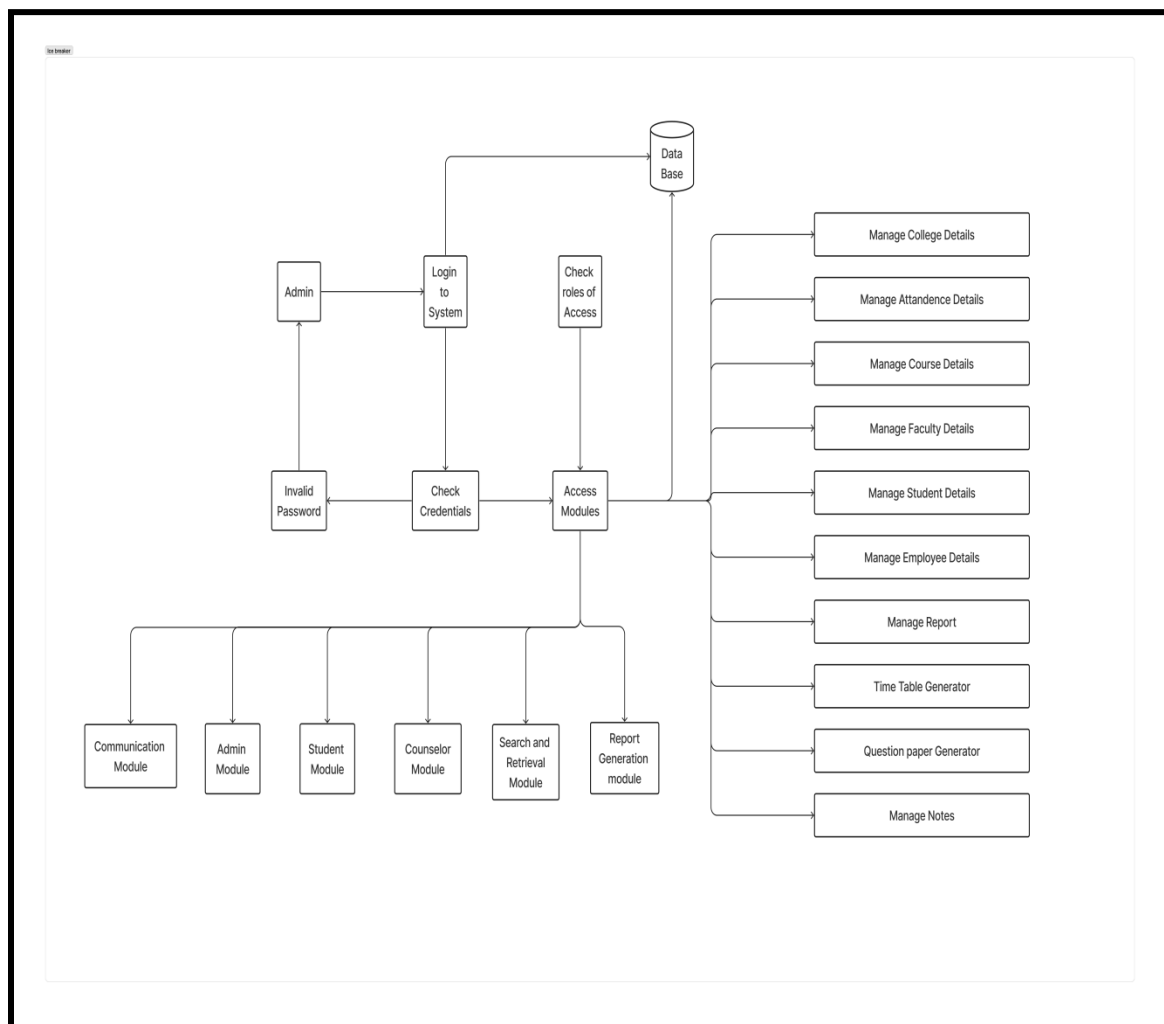 Ice breaker
Data
Base
Manage College Details
Admin
Login
to
System
Check
roles of
Access
Manage Attandence Details
Manage Course Details
Manage Faculty Details
Invalid
Password
Check
Credentials
Access
Modules
Manage Student Details
Manage Employee Details
Manage Report
Time Table Generator
Communication
Module
Admin
Module
Student
Module
Counselor
Module
Search and
Retrieval
Module
Report
Generation
module
Question paper Generator
Manage Notes